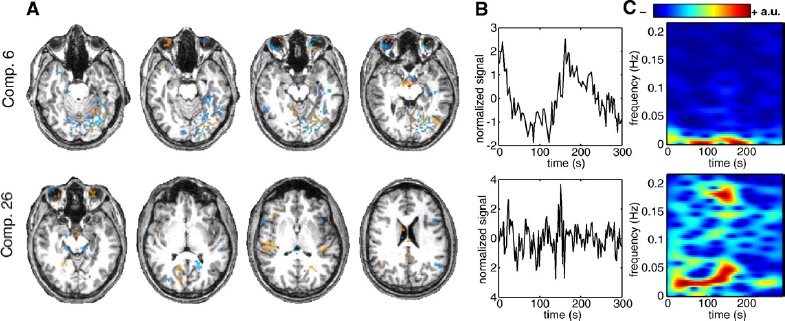 A
B
C
− + a.u.
Comp. 6
normalized signal
3
2
1
0
-1
-2
0 100 200 300
time (s)
frequency (Hz)
0.2
0.15
0.1
0.05
0
100 200
time (s)
Comp. 26
normalized signal
4
2
0
2
4
0 100 200 300
time (s)
frequency (Hz)
0.2
0.15
0.1
0.05
0
100 200
time (s)